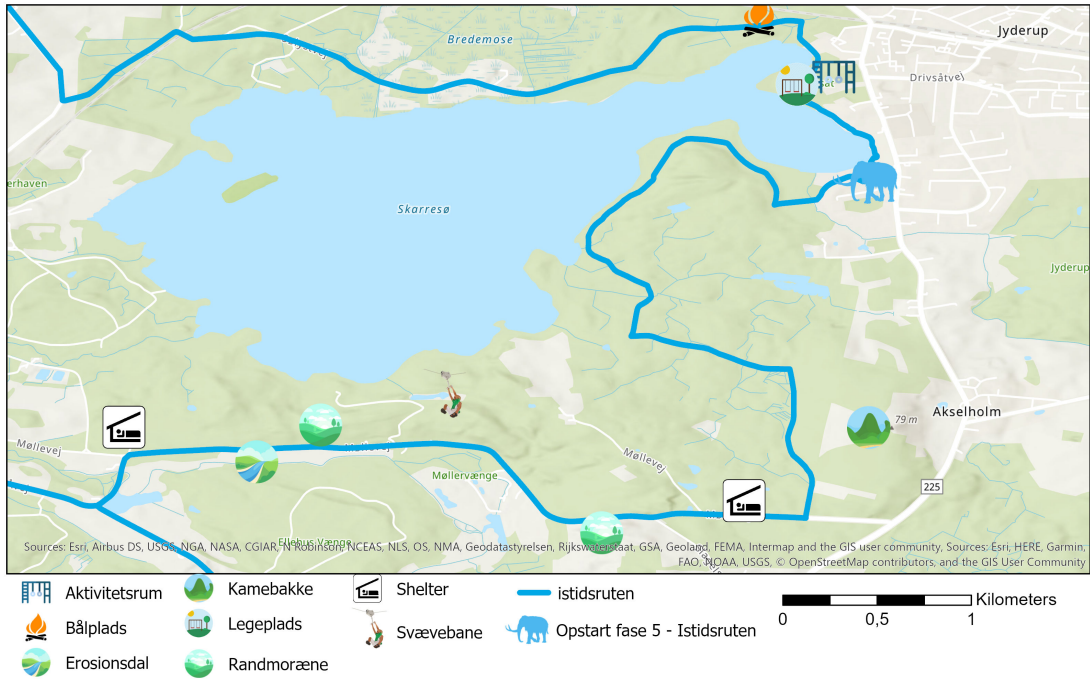 Jyderup
Bredemose
Drivsåtvej
erhaven
Skarresø
Jyderup
79 m
Akselholm
Møllevej
Møllevej
Møllervænge
Møllevej
225
Ellebus Vænge
Sources: Esri, Airbus DS, USGS, NGA, NASA, CGIAR, N Robinson, NCEAS, NLS, OS, NMA, Geodatastyrelsen, Rijkswaterstaat, GSA, Geoland, FEMA, Intermap and the GIS user community, Sources: Esri, HERE, Garmin,
FAO, NOAA, USGS, © OpenStreetMap contributors, and the GIS User Community
Aktivitetsrum
Kamebakke
Shelter
istidsruten
Kilometers
0
0,5
1
Bålplads
Legeplads
Svævebane
Opstart fase 5 - Istidsruten
Erosionsdal
Randmoræne